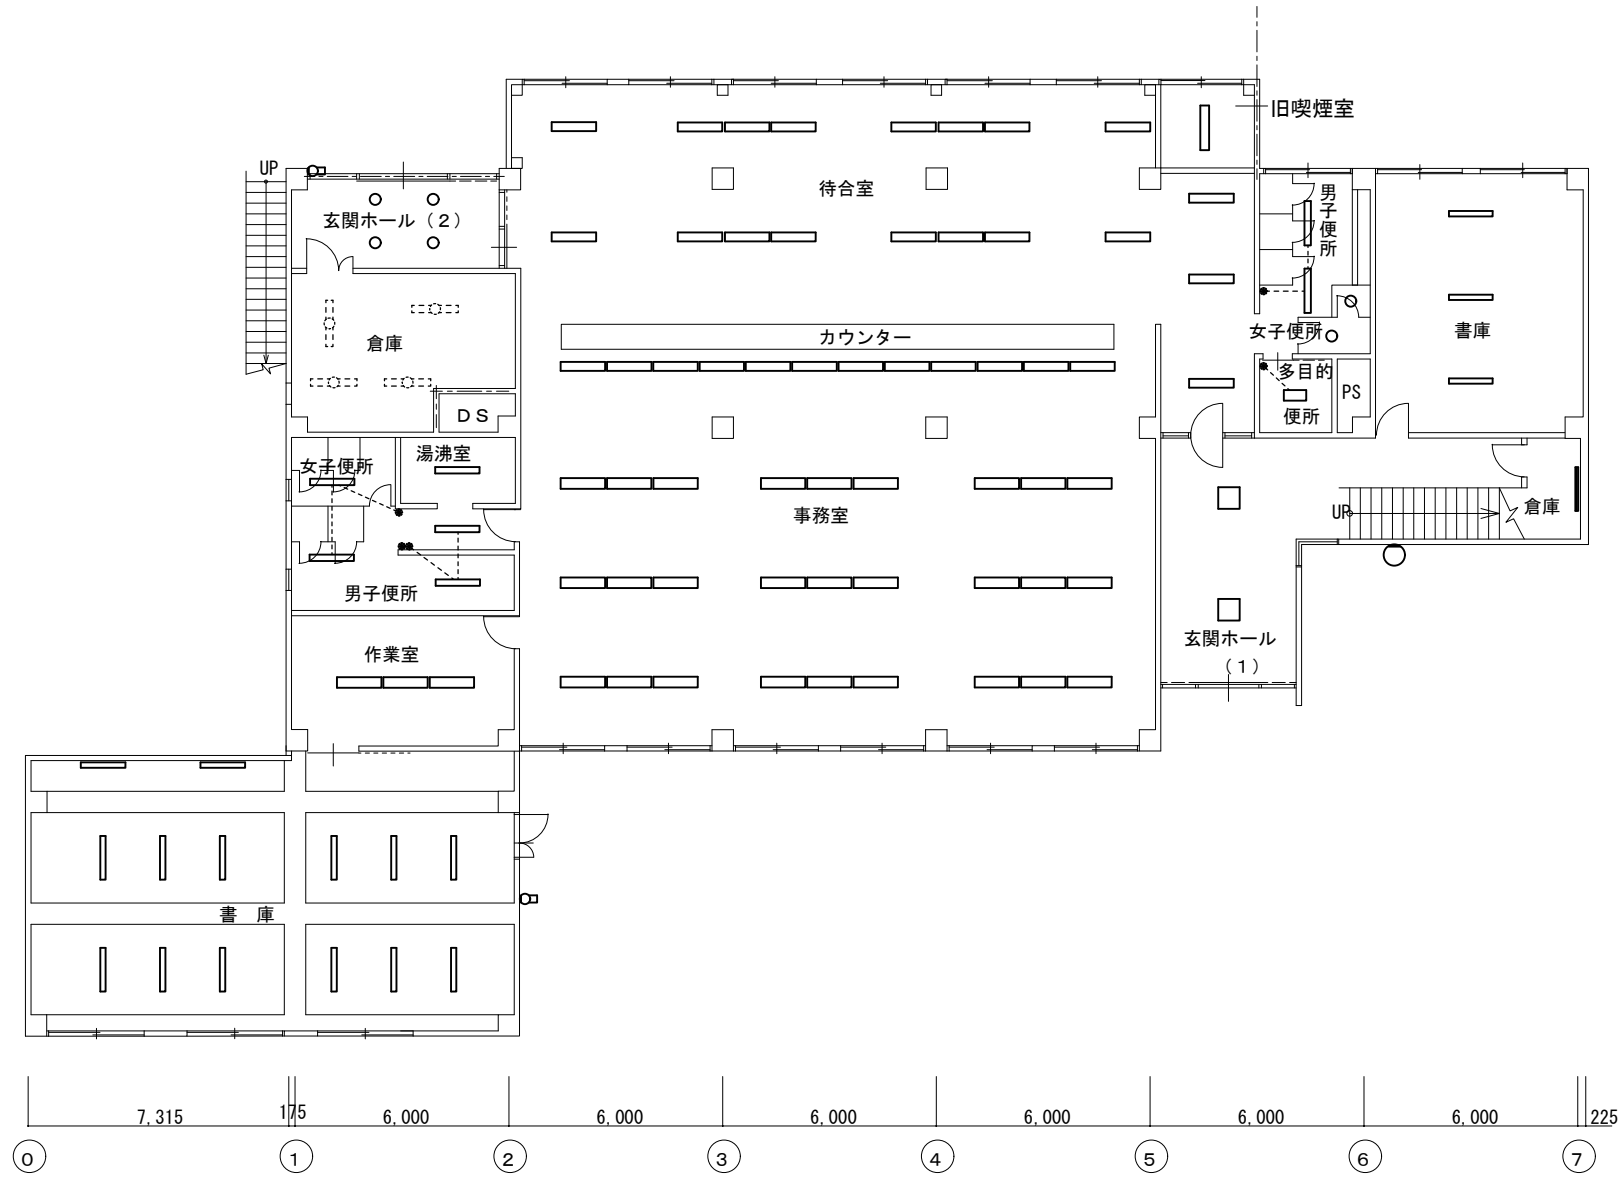 旧喫煙室
UP
待合室
男子便所
玄関ホール（２）
カウンター
女子便所
書庫
倉庫
多目的
便所
PS
ＤＳ
湯沸室
女子便所
事務室
UP
倉庫
男子便所
玄関ホール
（１）
作業室
書　庫
7,315
175
6,000
6,000
6,000
6,000
6,000
6,000
225
0
1
2
3
4
5
6
7